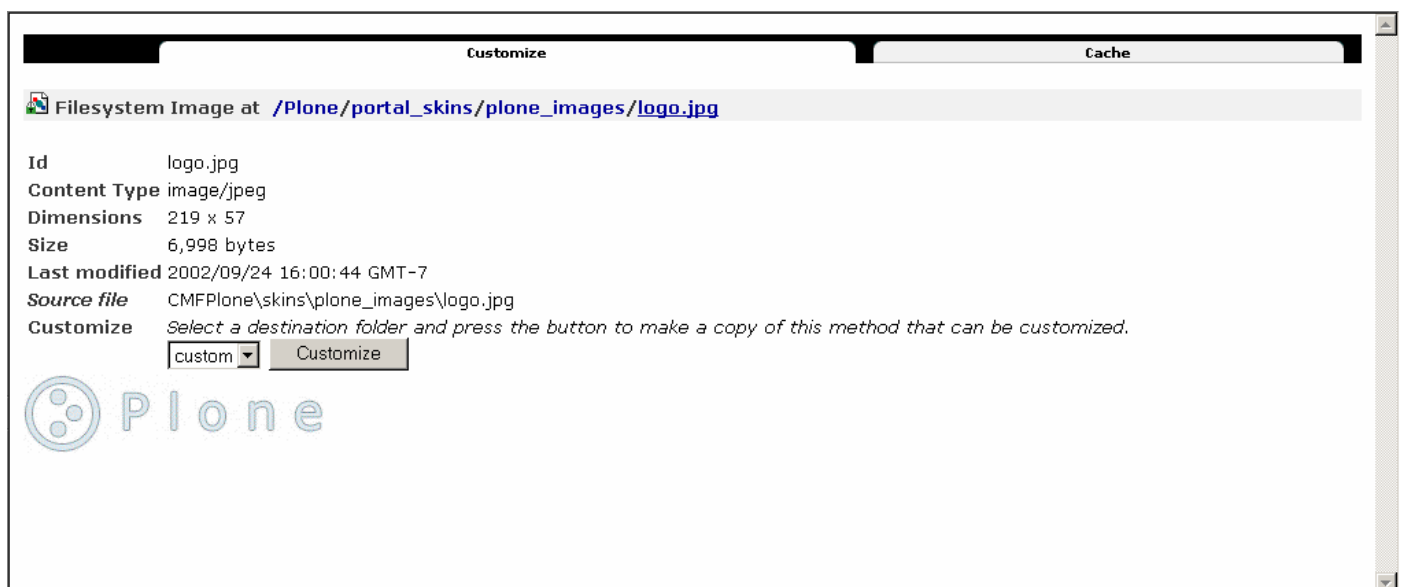 Customize Cache
Filesystem Image at /Plone/portal_skins/plone_images/logo.jpg
Id logo.jpg
Content Type image/jpeg
Dimensions 219 x 57
Size 6,998 bytes
Last modified 2002/09/24 16:00:44 GMT-7
Source file CMFPlone\skins\plone_images\logo.jpg
Customize Select a destination folder and press the button to make a copy of this method that can be customized.
custom Customize
Plone